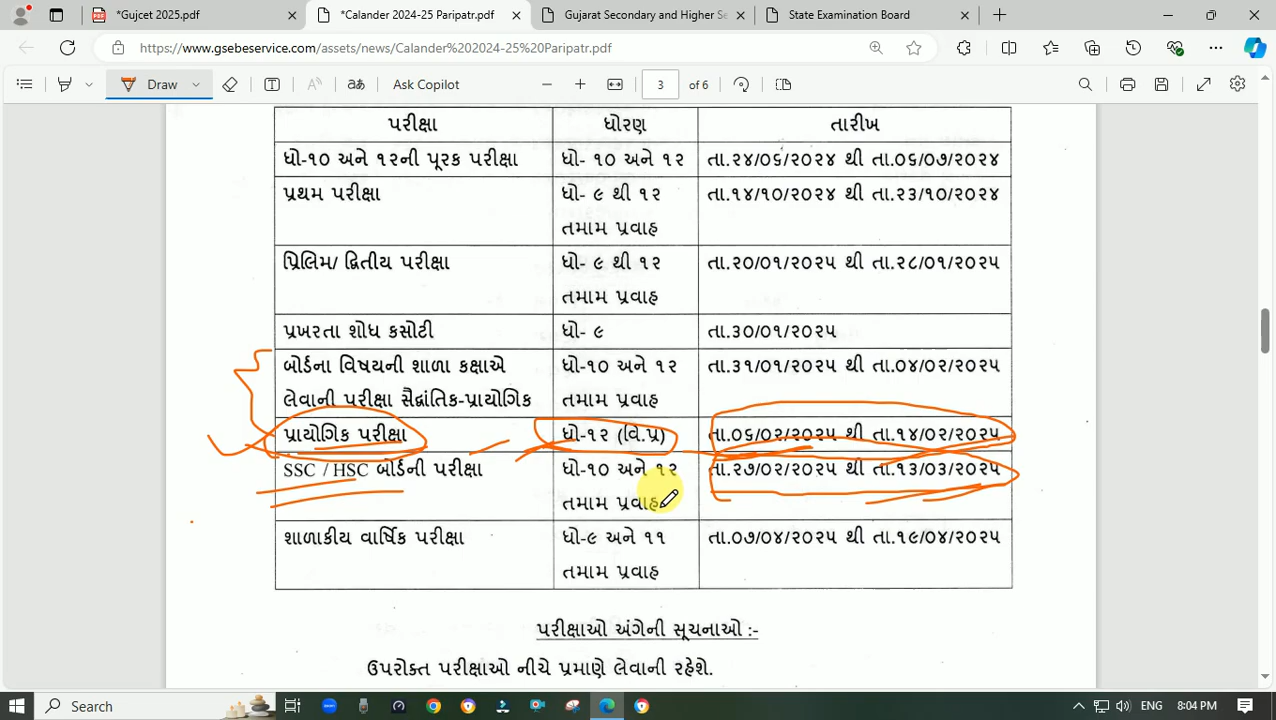 *Gujcet 2025.pdf
*Calander 2024-25 Paripatr.pdf
Gujarat Secondary and Higher Se
State Examination Board
https://www.gsebeservice.com/assets/news/Calander%202024-25%20Paripatr.pdf
Draw
Ask Copilot
3 of 6
પરીક્ષા ધોરણ તારીખ
ધો-૧૦ અને ૧૨ની પૂરક પરીક્ષા ધો- ૧૦ અને ૧૨ તા.૨૪/૦૬/૨૦૨૪ થી તા.૦૬/૦૭/૨૦૨૪
પ્રથમ પરીક્ષા ધો- ૯ થી ૧૨ તા.૧૪/૧૦/૨૦૨૪ થી તા.૨૩/૧૦/૨૦૨૪
તમામ પ્રવાહ
પ્રિલિમ/ દ્વિતીય પરીક્ષા ધો- ૯ થી ૧૨ તા.૨૦/૦૧/૨૦૨૫ થી તા.૨૮/૦૧/૨૦૨૫
તમામ પ્રવાહ
પ્રખરતા શોધ કસોટી ધો- ૯ તા.૩૦/૦૧/૨૦૨૫
બોર્ડના વિષયની શાળા કક્ષાએ ધો-૧૦ અને ૧૨ તા.૩૧/૦૧/૨૦૨૫ થી તા.૦૪/૦૨/૨૦૨૫
લેવાની પરીક્ષા સૈદ્ધાંતિક-પ્રાયોગિક તમામ પ્રવાહ
પ્રાયોગિક પરીક્ષા ધો-૧૨ (વિ.પ્ર) તા.૦૬/૦૨/૨૦૨૫ થી તા.૧૪/૦૨/૨૦૨૫
SSC / HSC બોર્ડની પરીક્ષા ધો-૧૦ અને ૧૨ તા.૨૭/૦૨/૨૦૨૫ થી તા.૧૩/૦૩/૨૦૨૫
તમામ પ્રવાહ
શાળાકીય વાર્ષિક પરીક્ષા ધો-૯ અને ૧૧ તા.૦૭/૦૪/૨૦૨૫ થી તા.૧૯/૦૪/૨૦૨૫
તમામ પ્રવાહ
પરીક્ષાઓ અંગેની સૂચનાઓ :-
ઉપરોક્ત પરીક્ષાઓ નીચે પ્રમાણે લેવાની રહેશે.
Search
ENG 8:04 PM